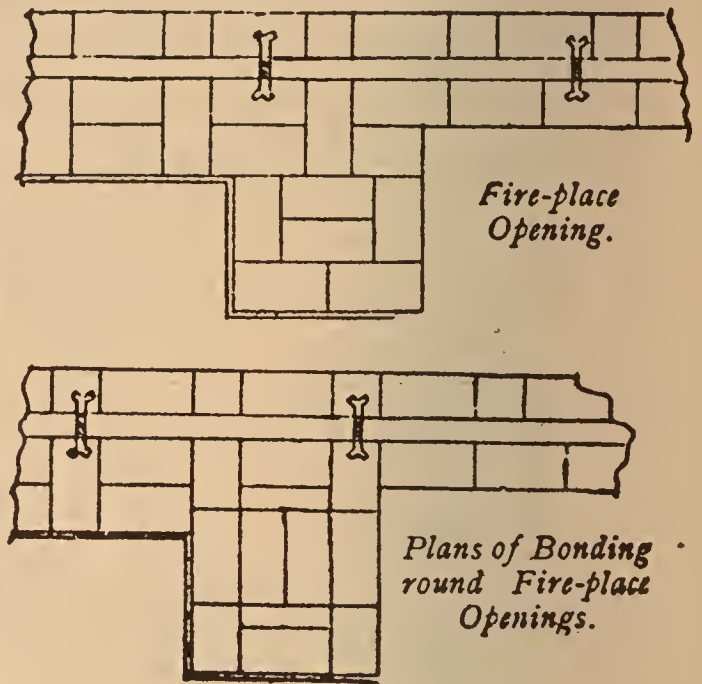 Fire-place
Opening.
Plans of Bonding
round Fire-place
Openings.